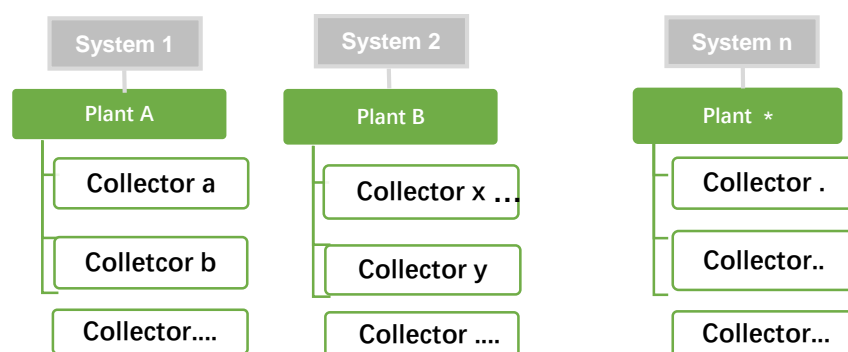 System 1
Plant A
Collector a
Colletcor b
Collector....
System 2
Plant B
Collector x ...
Collector y
Collector ....
System n
Plant *
Collector .
Collector..
Collector...